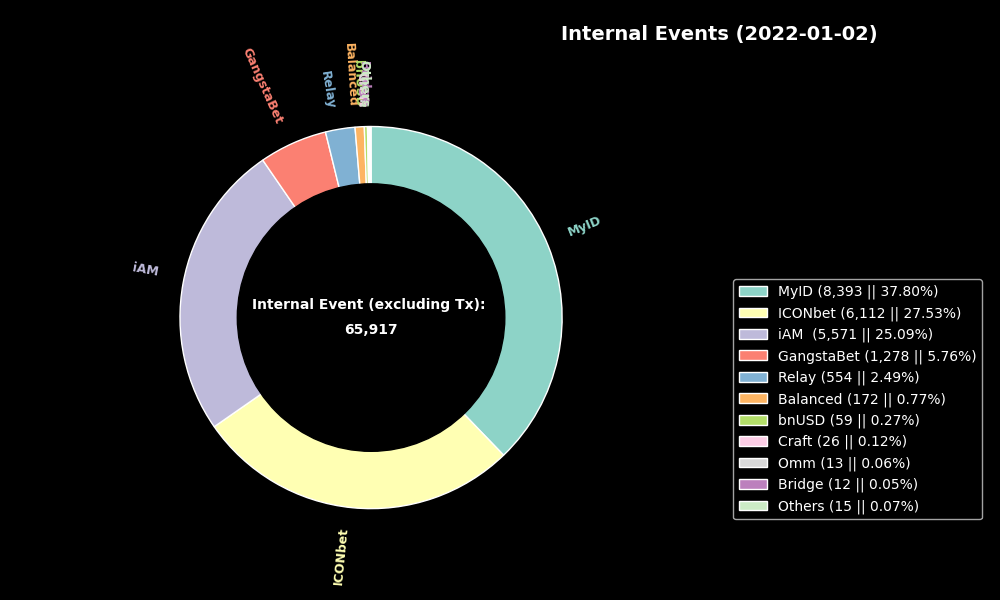 Internal Events (2022-01-02)
Balanced
GangstaBet
Relay
MyID
iAM
Internal Event (excluding Tx):
65,917
ICONbet
MyID (8,393 || 37.80%)
ICONbet (6,112 || 27.53%)
iAM  (5,571 || 25.09%)
GangstaBet (1,278 || 5.76%)
Relay (554 || 2.49%)
Balanced (172 || 0.77%)
bnUSD (59 || 0.27%)
Craft (26 || 0.12%)
Omm (13 || 0.06%)
Bridge (12 || 0.05%)
Others (15 || 0.07%)